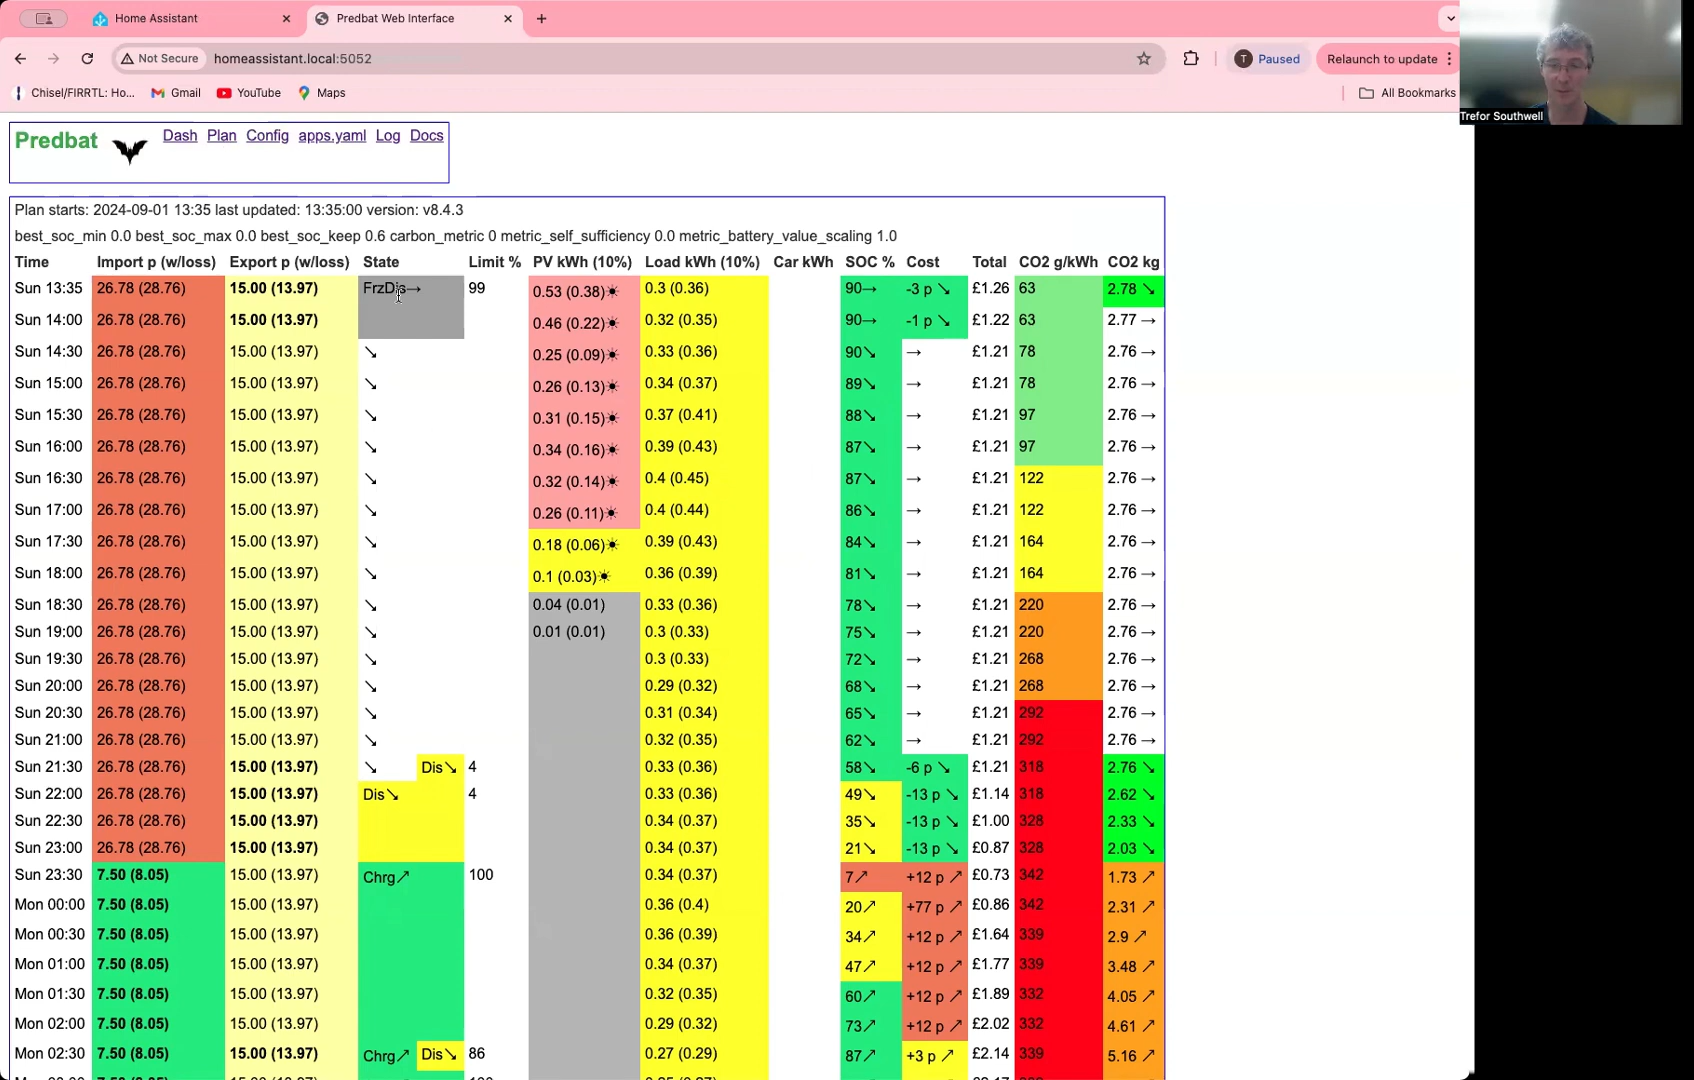 Home Assistant
Predbat Web Interface
Not Secure
homeassistant.local:5052
T
Paused
Relaunch to update
Chisel/FIRRTL: Ho...
Gmail
YouTube
Maps
All Bookmarks
Trefor Southwell
Predbat
Dash Plan Config apps.yaml Log Docs
Plan starts: 2024-09-01 13:35 last updated: 13:35:00 version: v8.4.3
best_soc_min 0.0 best_soc_max 0.0 best_soc_keep 0.6 carbon_metric 0 metric_self_sufficiency 0.0 metric_battery_value_scaling 1.0
Time Import p (w/loss) Export p (w/loss) State Limit % PV kWh (10%) Load kWh (10%) Car kWh SOC % Cost Total CO2 g/kWh CO2 kg
Sun 13:35 26.78 (28.76) 15.00 (13.97) FrzDis→ 99 0.53 (0.38)☀ 0.3 (0.36) 90→ -3 p ↘ £1.26 63 2.78 ↘
Sun 14:00 26.78 (28.76) 15.00 (13.97) 0.46 (0.22)☀ 0.32 (0.35) 90→ -1 p ↘ £1.22 63 2.77 →
Sun 14:30 26.78 (28.76) 15.00 (13.97) ↘ 0.25 (0.09)☀ 0.33 (0.36) 90↘ → £1.21 78 2.76 →
Sun 15:00 26.78 (28.76) 15.00 (13.97) ↘ 0.26 (0.13)☀ 0.34 (0.37) 89↘ → £1.21 78 2.76 →
Sun 15:30 26.78 (28.76) 15.00 (13.97) ↘ 0.31 (0.15)☀ 0.37 (0.41) 88↘ → £1.21 97 2.76 →
Sun 16:00 26.78 (28.76) 15.00 (13.97) ↘ 0.34 (0.16)☀ 0.39 (0.43) 87↘ → £1.21 97 2.76 →
Sun 16:30 26.78 (28.76) 15.00 (13.97) ↘ 0.32 (0.14)☀ 0.4 (0.45) 87↘ → £1.21 122 2.76 →
Sun 17:00 26.78 (28.76) 15.00 (13.97) ↘ 0.26 (0.11)☀ 0.4 (0.44) 86↘ → £1.21 122 2.76 →
Sun 17:30 26.78 (28.76) 15.00 (13.97) ↘ 0.18 (0.06)☀ 0.39 (0.43) 84↘ → £1.21 164 2.76 →
Sun 18:00 26.78 (28.76) 15.00 (13.97) ↘ 0.1 (0.03)☀ 0.36 (0.39) 81↘ → £1.21 164 2.76 →
Sun 18:30 26.78 (28.76) 15.00 (13.97) ↘ 0.04 (0.01) 0.33 (0.36) 78↘ → £1.21 220 2.76 →
Sun 19:00 26.78 (28.76) 15.00 (13.97) ↘ 0.01 (0.01) 0.3 (0.33) 75↘ → £1.21 220 2.76 →
Sun 19:30 26.78 (28.76) 15.00 (13.97) ↘ 0.3 (0.33) 72↘ → £1.21 268 2.76 →
Sun 20:00 26.78 (28.76) 15.00 (13.97) ↘ 0.29 (0.32) 68↘ → £1.21 268 2.76 →
Sun 20:30 26.78 (28.76) 15.00 (13.97) ↘ 0.31 (0.34) 65↘ → £1.21 292 2.76 →
Sun 21:00 26.78 (28.76) 15.00 (13.97) ↘ 0.32 (0.35) 62↘ → £1.21 292 2.76 →
Sun 21:30 26.78 (28.76) 15.00 (13.97) ↘ Dis↘ 4 0.33 (0.36) 58↘ -6 p ↘ £1.21 318 2.76 ↘
Sun 22:00 26.78 (28.76) 15.00 (13.97) Dis↘ 4 0.33 (0.36) 49↘ -13 p ↘ £1.14 318 2.62 ↘
Sun 22:30 26.78 (28.76) 15.00 (13.97) 0.34 (0.37) 35↘ -13 p ↘ £1.00 328 2.33 ↘
Sun 23:00 26.78 (28.76) 15.00 (13.97) 0.34 (0.37) 21↘ -13 p ↘ £0.87 328 2.03 ↘
Sun 23:30 7.50 (8.05) 15.00 (13.97) Chrg↗ 100 0.34 (0.37) 7↗ +12 p ↗ £0.73 342 1.73 ↗
Mon 00:00 7.50 (8.05) 15.00 (13.97) 0.36 (0.4) 20↗ +77 p ↗ £0.86 342 2.31 ↗
Mon 00:30 7.50 (8.05) 15.00 (13.97) 0.36 (0.39) 34↗ +12 p ↗ £1.64 339 2.9 ↗
Mon 01:00 7.50 (8.05) 15.00 (13.97) 0.34 (0.37) 47↗ +12 p ↗ £1.77 339 3.48 ↗
Mon 01:30 7.50 (8.05) 15.00 (13.97) 0.32 (0.35) 60↗ +12 p ↗ £1.89 332 4.05 ↗
Mon 02:00 7.50 (8.05) 15.00 (13.97) 0.29 (0.32) 73↗ +12 p ↗ £2.02 332 4.61 ↗
Mon 02:30 7.50 (8.05) 15.00 (13.97) Chrg↗ Dis↘ 86 0.27 (0.29) 87↗ +3 p ↗ £2.14 339 5.16 ↗